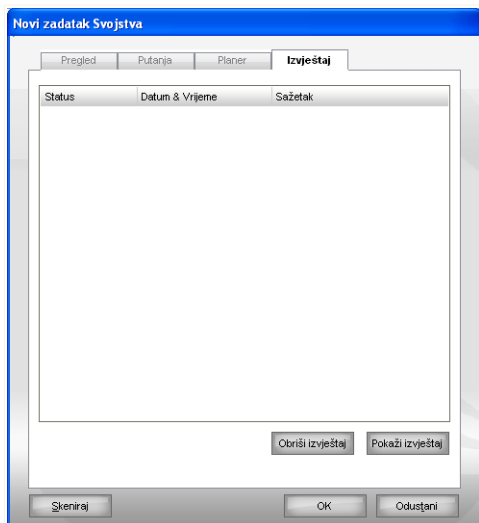 Novi zadatak Svojstva
Pregled Putanja Planer Izvještaj
Status Datum & Vrijeme Sažetak
Obriši izvještaj Pokaži izvještaj
Skeniraj OK Odustani